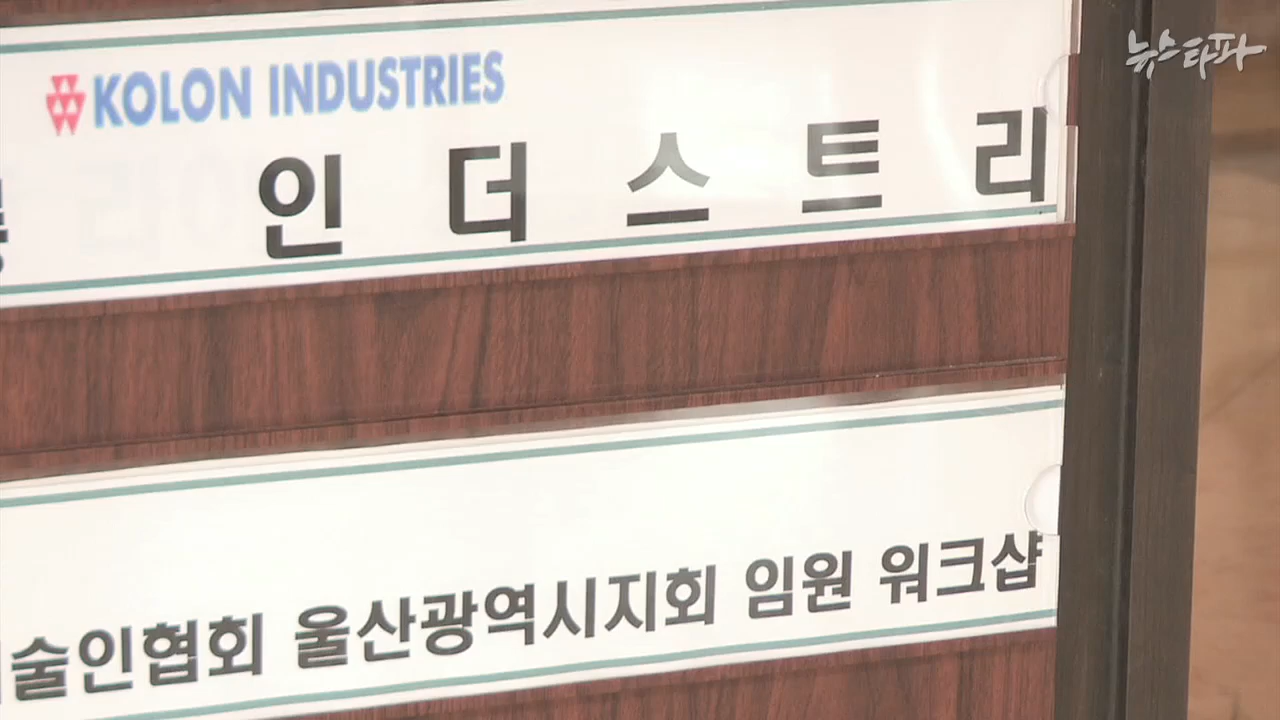 뉴스타파
KOLON INDUSTRIES
인 더 스 트 리
술인협회 울산광역시지회 임원 워크샵